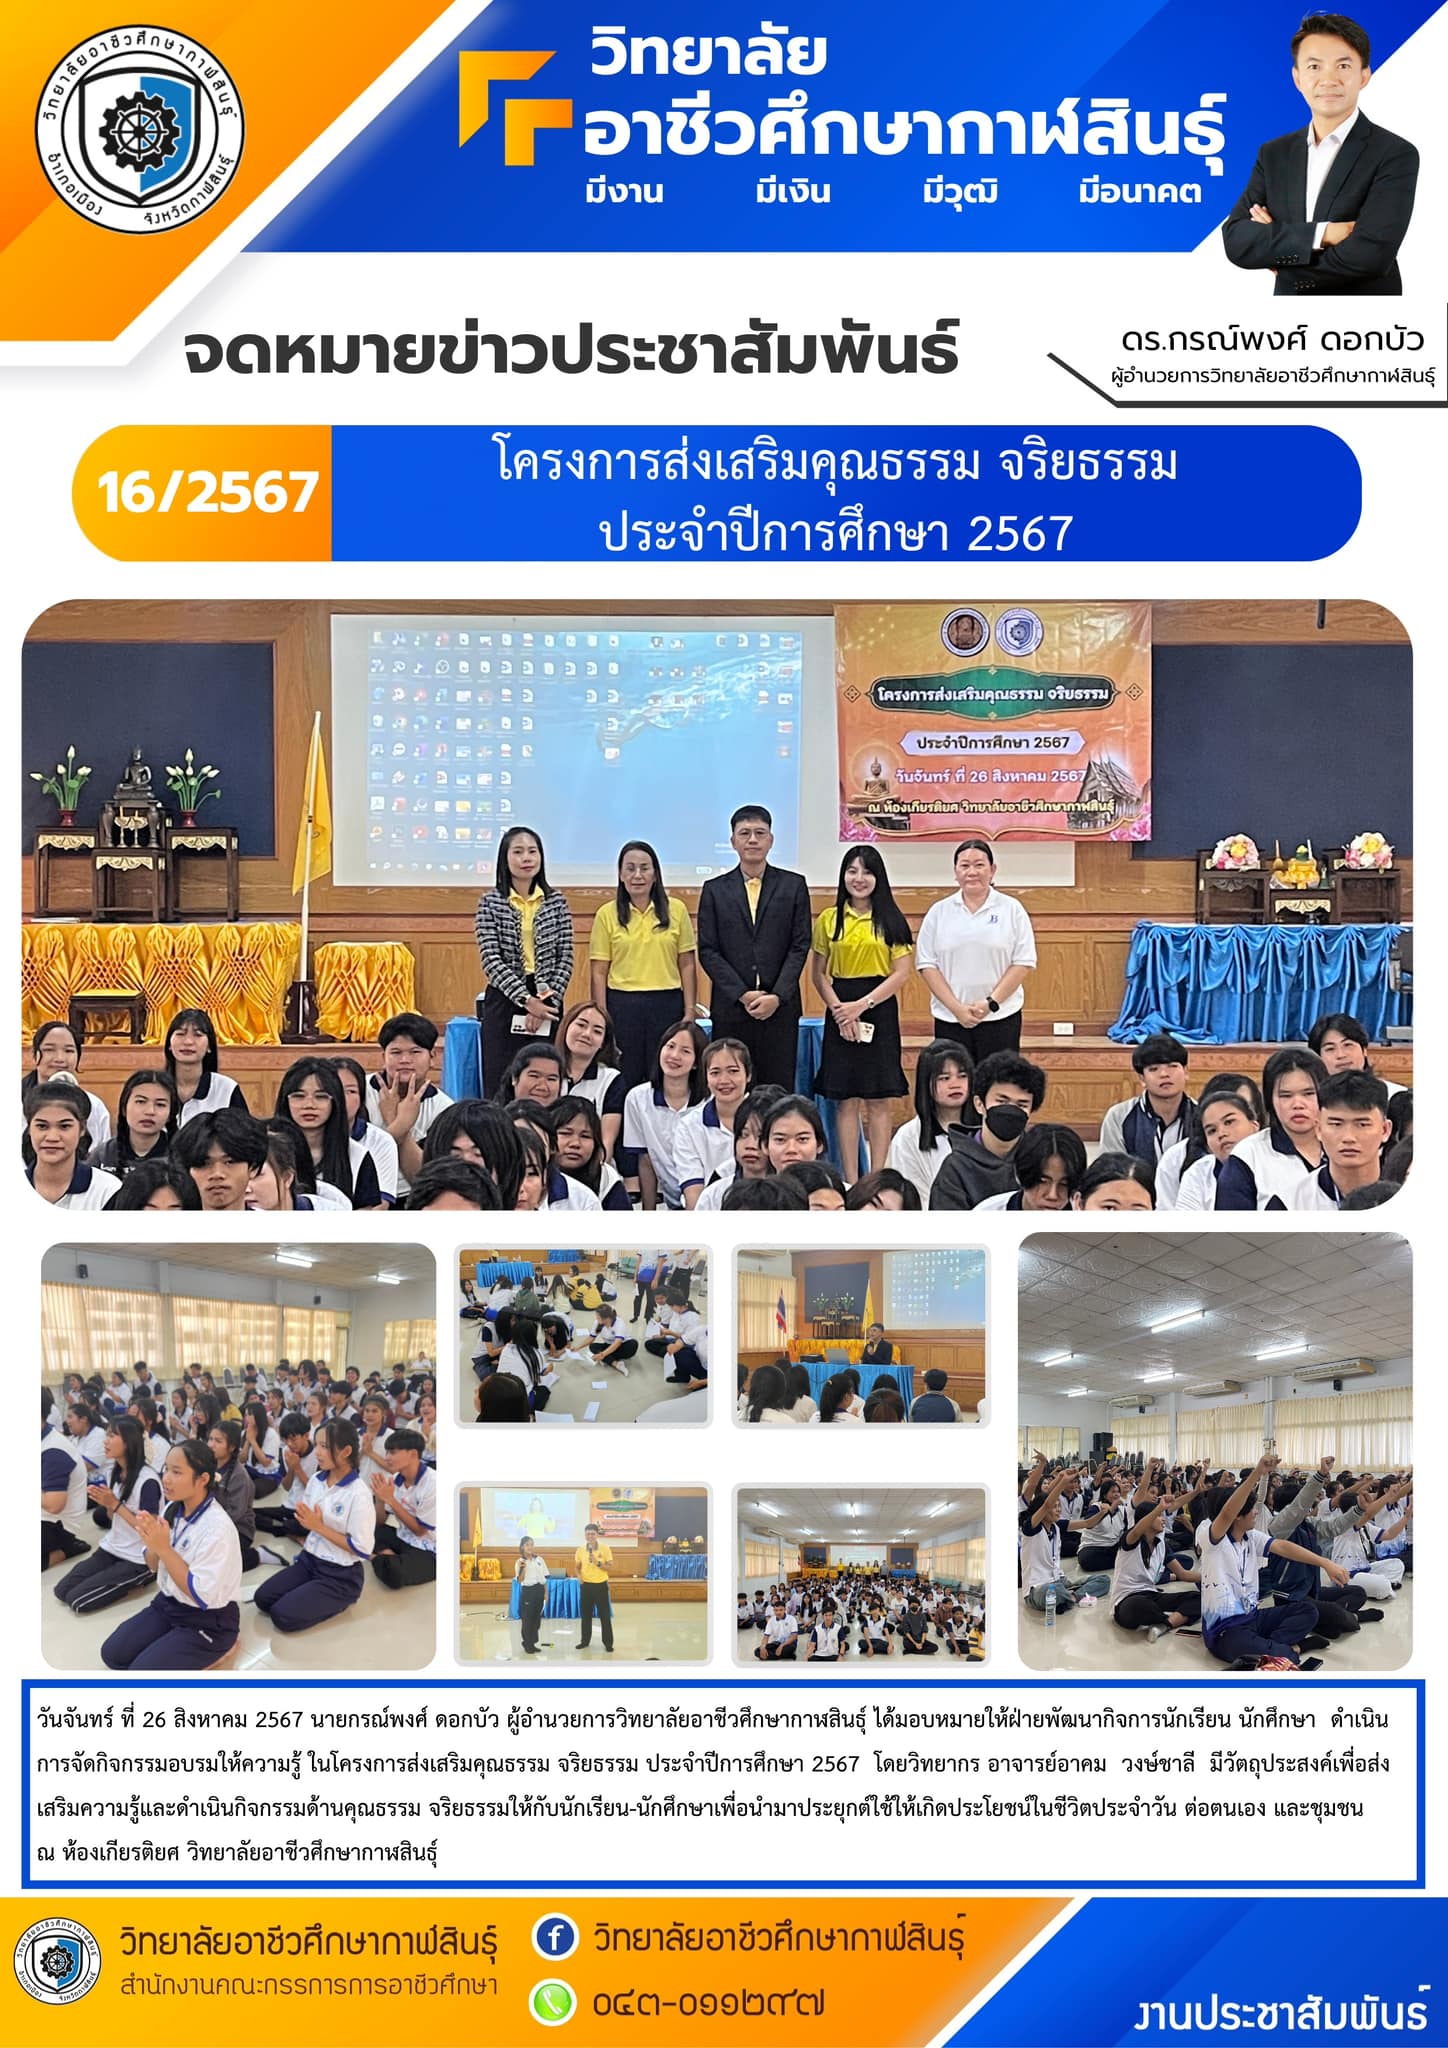 วิทยาลัยอาชีวศึกษากาฬสินธุ์
อำเภอเมือง จังหวัดกาฬสินธุ์
วิทยาลัย
อาชีวศึกษากาฬสินธุ์
มีงาน มีเงิน มีวุฒิ มีอนาคต
จดหมายข่าวประชาสัมพันธ์
ดร.กรณ์พงศ์ ดอกบัว
ผู้อำนวยการวิทยาลัยอาชีวศึกษากาฬสินธุ์
16/2567
โครงการส่งเสริมคุณธรรม จริยธรรม
ประจำปีการศึกษา 2567
โครงการส่งเสริมคุณธรรม จริยธรรม
ประจำปีการศึกษา 2567
วันจันทร์ ที่ 26 สิงหาคม 2567
ณ ห้องเกียรติยศ วิทยาลัยอาชีวศึกษากาฬสินธุ์
วันจันทร์ ที่ 26 สิงหาคม 2567 นายกรณ์พงศ์ ดอกบัว ผู้อำนวยการวิทยาลัยอาชีวศึกษากาฬสินธุ์ ได้มอบหมายให้ฝ่ายพัฒนากิจการนักเรียน นักศึกษา ดำเนิน
การจัดกิจกรรมอบรมให้ความรู้ ในโครงการส่งเสริมคุณธรรม จริยธรรม ประจำปีการศึกษา 2567 โดยวิทยากร อาจารย์อาคม วงษ์ชาลี มีวัตถุประสงค์เพื่อส่ง
เสริมความรู้และดำเนินกิจกรรมด้านคุณธรรม จริยธรรมให้กับนักเรียน-นักศึกษาเพื่อนำมาประยุกต์ใช้ให้เกิดประโยชน์ในชีวิตประจำวัน ต่อตนเอง และชุมชน
ณ ห้องเกียรติยศ วิทยาลัยอาชีวศึกษากาฬสินธุ์
วิทยาลัยอาชีวศึกษากาฬสินธุ์
สำนักงานคณะกรรมการการอาชีวศึกษา
วิทยาลัยอาชีวศึกษากาฬสินธุ์
๐๔๓-๐๑๑๒๙๗
งานประชาสัมพันธ์